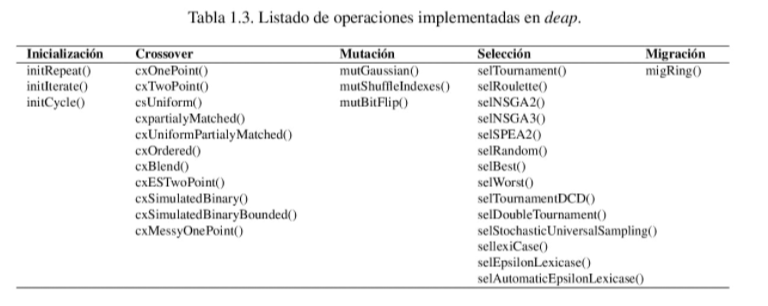 Tabla 1.3. Listado de operaciones implementadas en deap.
Inicialización Crossover Mutación Selección Migración
initRepeat() cxOnePoint() mutGaussian() selTournament() migRing()
initIterate() cxTwoPoint() mutShuffleIndexes() selRoulette()
initCycle() csUniform() mutBitFlip() selNSGA2()
cxpartialyMatched() selNSGA3()
cxUniformPartialyMatched() selSPEA2()
cxOrdered() selRandom()
cxBlend() selBest()
cxESTwoPoint() selWorst()
cxSimulatedBinary() selTournamentDCD()
cxSimulatedBinaryBounded() selDoubleTournament()
cxMessyOnePoint() selStochasticUniversalSampling()
sellexiCase()
selEpsilonLexicase()
selAutomaticEpsilonLexicase()